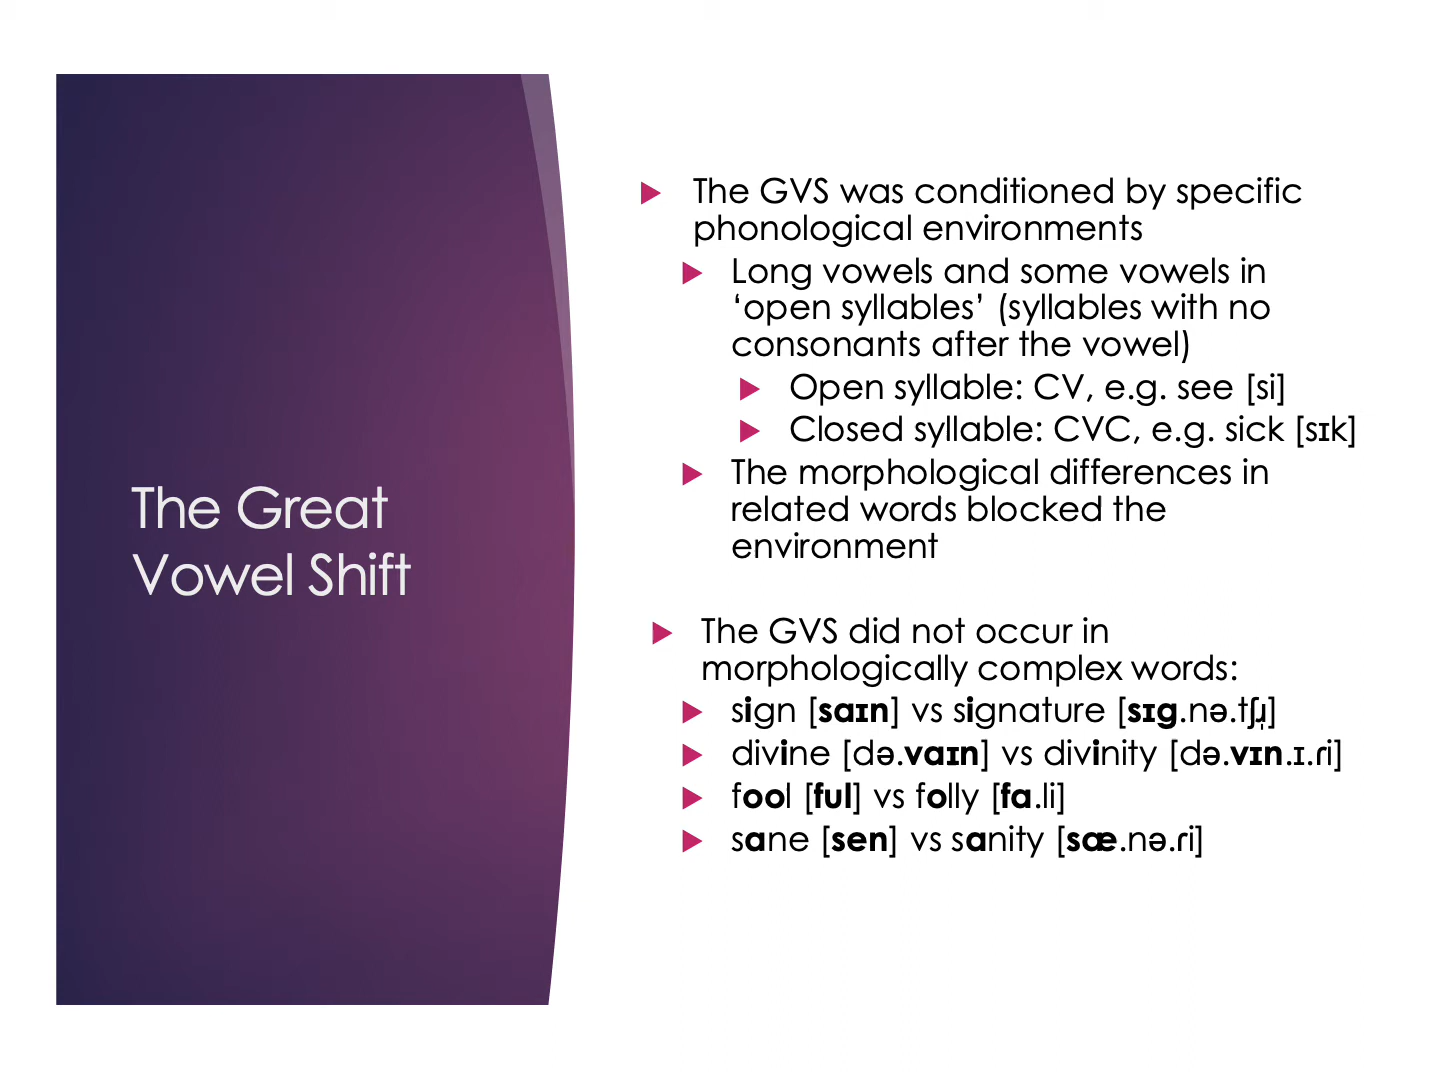 The Great
Vowel Shift
▶ The GVS was conditioned by specific
phonological environments
▶ Long vowels and some vowels in
‘open syllables’ (syllables with no
consonants after the vowel)
▶ Open syllable: CV, e.g. see [si]
▶ Closed syllable: CVC, e.g. sick [sɪk]
▶ The morphological differences in
related words blocked the
environment
▶ The GVS did not occur in
morphologically complex words:
▶ sign [saɪn] vs signature [sɪg.nə.tʃɹ̩]
▶ divine [də.vaɪn] vs divinity [də.vɪn.ɪ.ɾi]
▶ fool [ful] vs folly [fa.li]
▶ sane [sen] vs sanity [sæ.nə.ɾi]